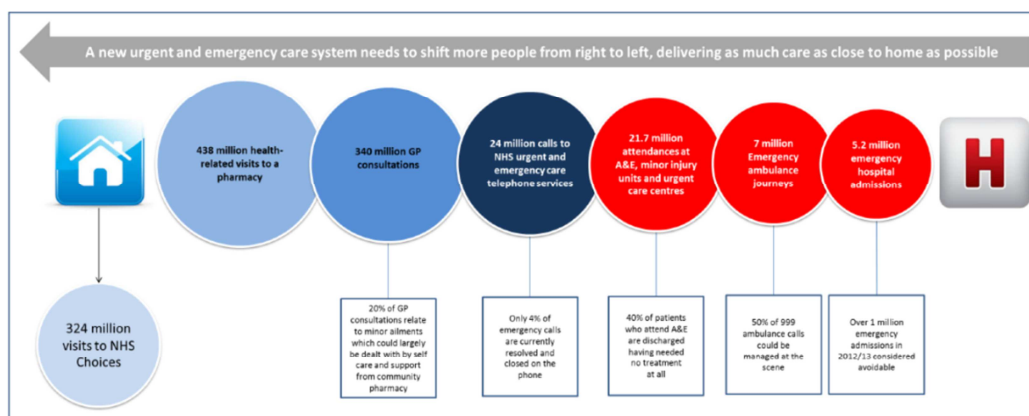 A new urgent and emergency care system needs to shift more people from right to left, delivering as much care as close to home as possible
438 million health-
related visits to a
pharmacy
340 million GP
consultations
24 million calls to
NHS urgent and
emergency care
telephone services
21.7 million
attendances at
A&E, minor injury
units and urgent
care centres
7 million
Emergency
ambulance
journeys
5.2 million
emergency
hospital
admissions
H
324 million
visits to NHS
Choices
20% of GP
consultations relate
to minor ailments
which could largely
be dealt with by self
care and support
from community
pharmacy
Only 4% of
emergency calls
are currently
resolved and
closed on the
phone
40% of patients
who attend A&E
are discharged
having needed
no treatment
at all
50% of 999
ambulance calls
could be
managed at the
scene
Over 1 million
emergency
admissions in
2012/13 considered
avoidable